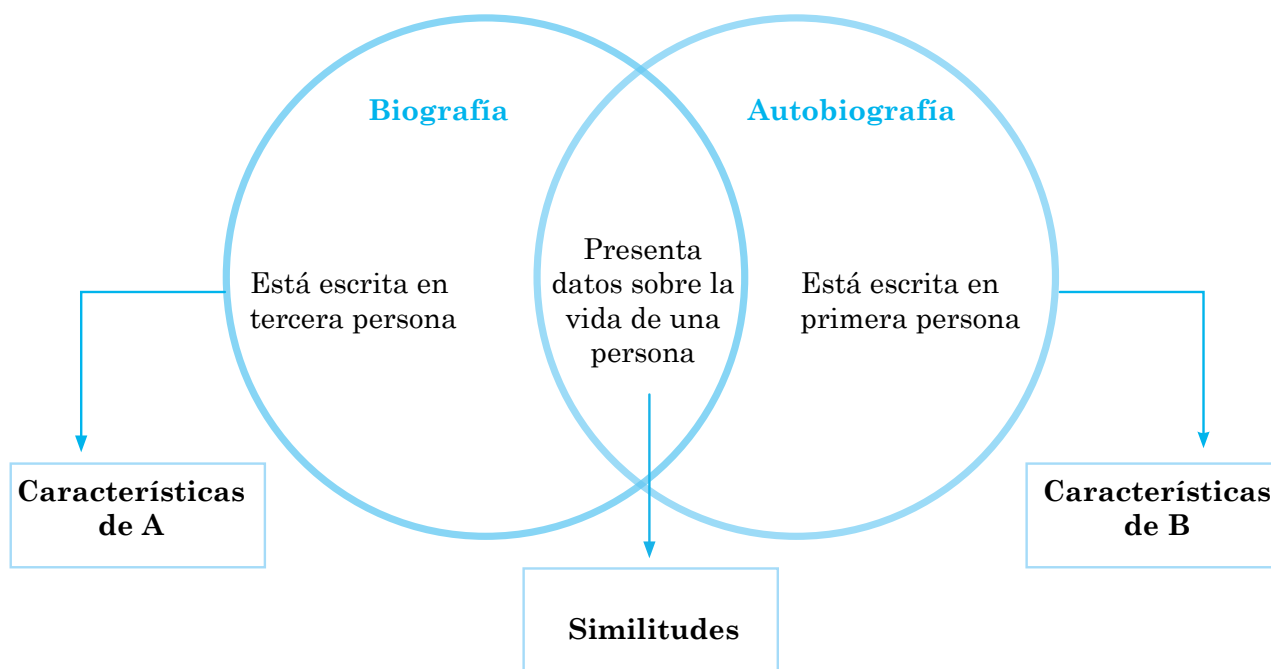 Biografía
Autobiografía
Está escrita en
tercera persona
Presenta
datos sobre la
vida de una
persona
Está escrita en
primera persona
Características
de A
Similitudes
Características
de B